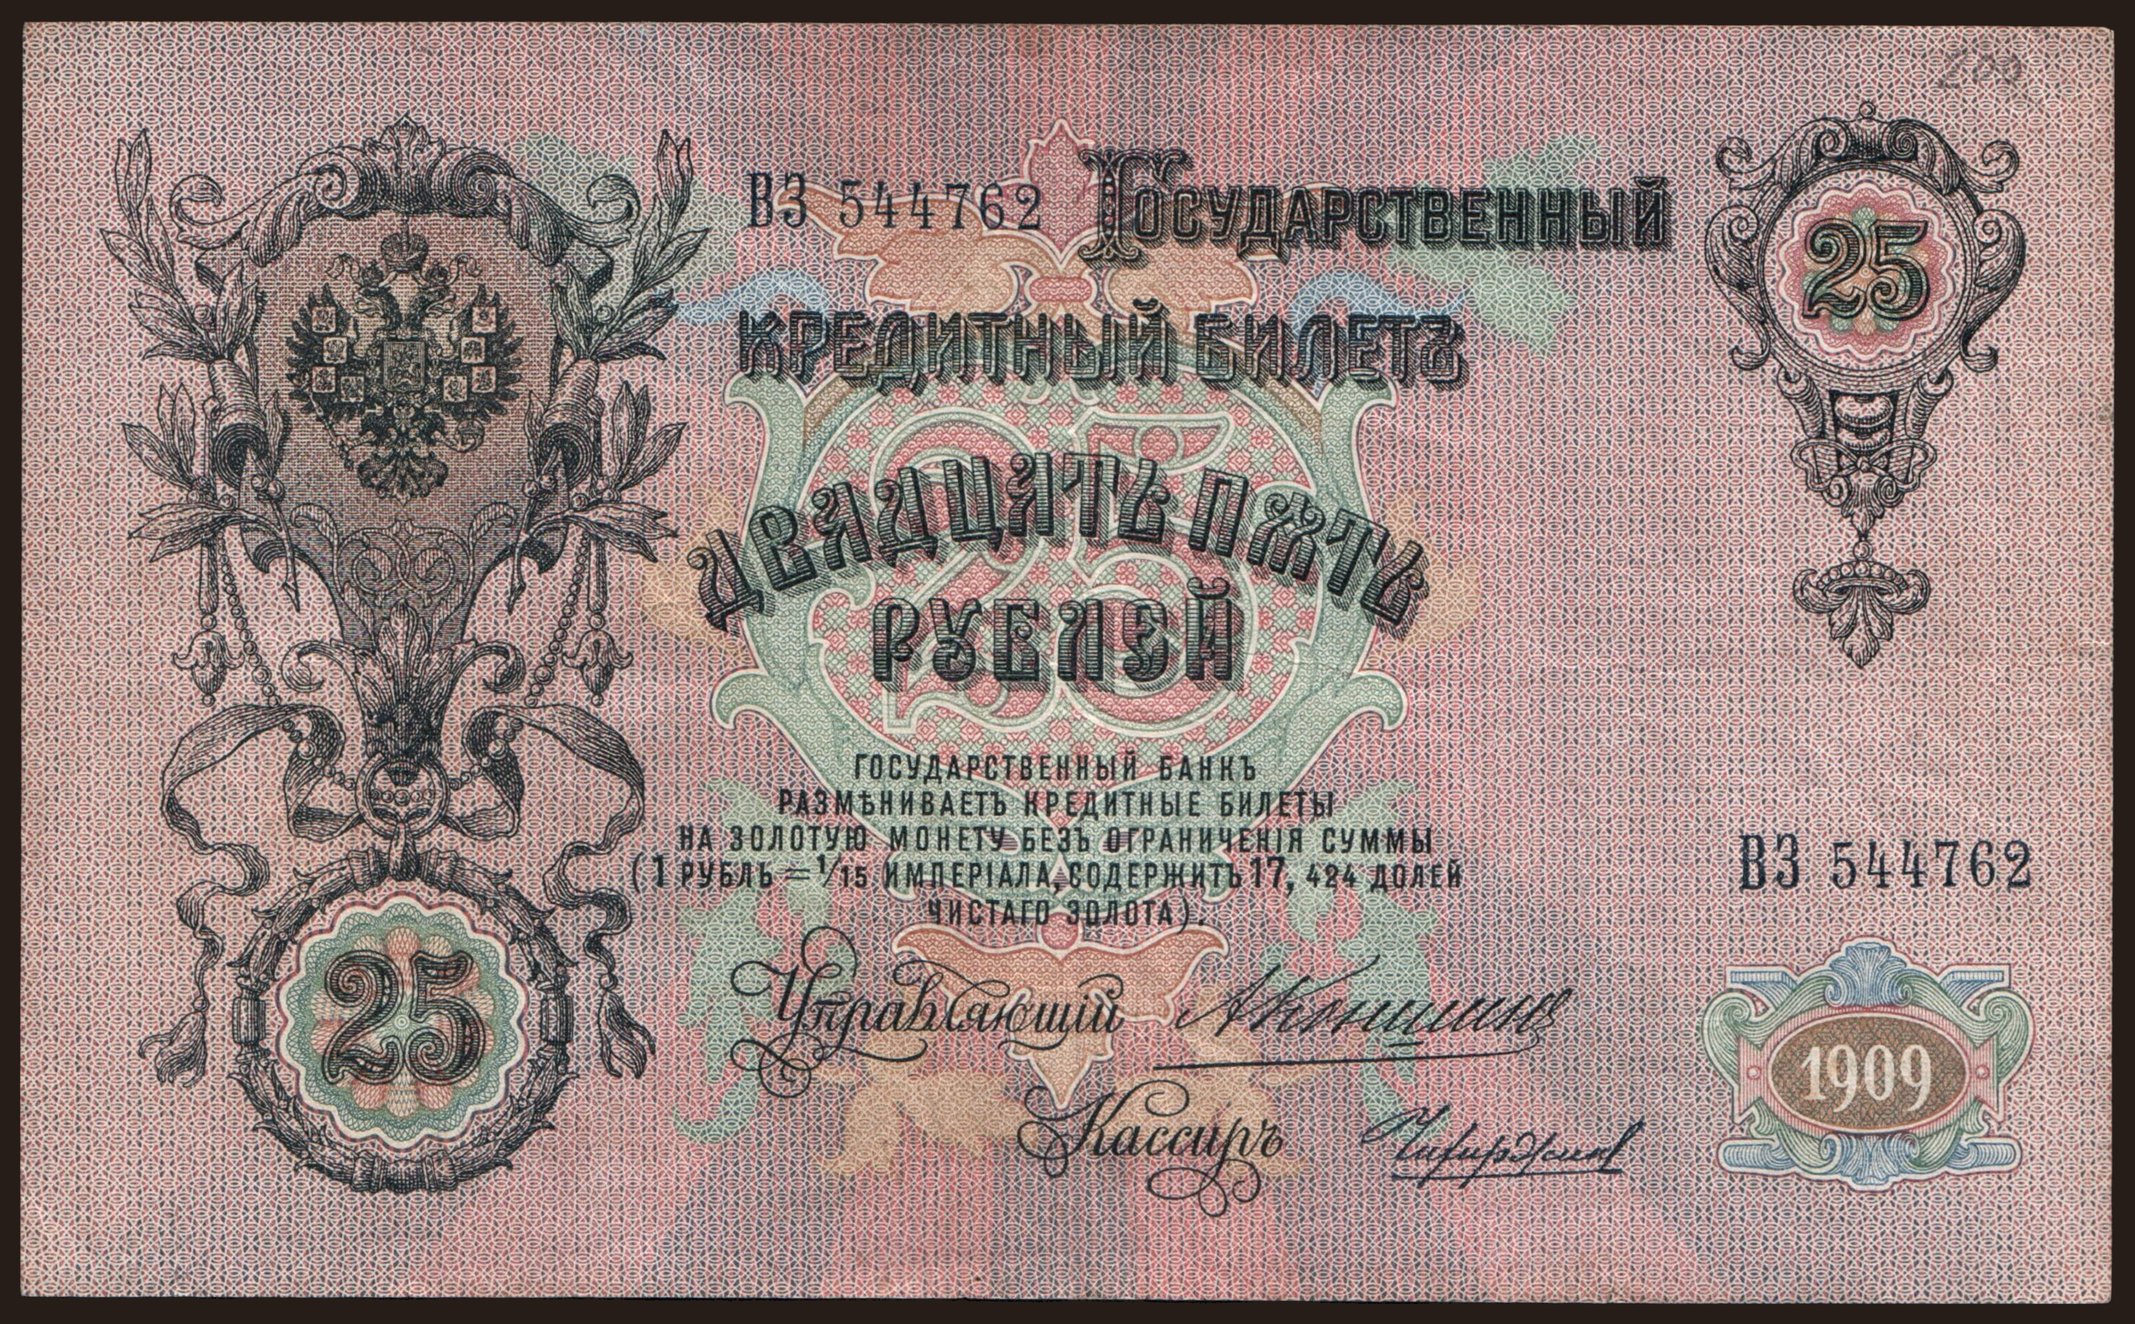 200
ВЗ 544762 Государственный
25
Кредитный Билетъ
Двадцать пять
рублей
Государственный Банкъ
размѣниваетъ кредитные билеты
на золотую монету безъ ограниченія суммы
(1 рубль = 1/15 имперіала, содержитъ 17,424 долей
чистаго золота).
ВЗ 544762
25
Управляющій
Кассиръ
1909